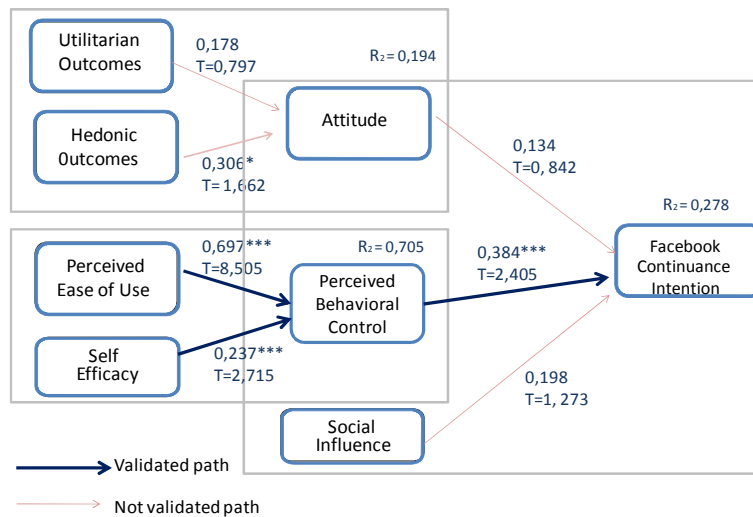 Utilitarian
Outcomes
0,178
T=0,797
R₂ = 0,194
Hedonic
0utcomes
0,306*
T= 1,662
Attitude
0,134
T=0, 842
R₂ = 0,278
Facebook
Continuance
Intention
Perceived
Ease of Use
0,697***
T=8,505
R₂ = 0,705
Perceived
Behavioral
Control
0,384***
T=2,405
Self
Efficacy
0,237***
T=2,715
Social
Influence
0,198
T=1, 273
Validated path
Not validated path